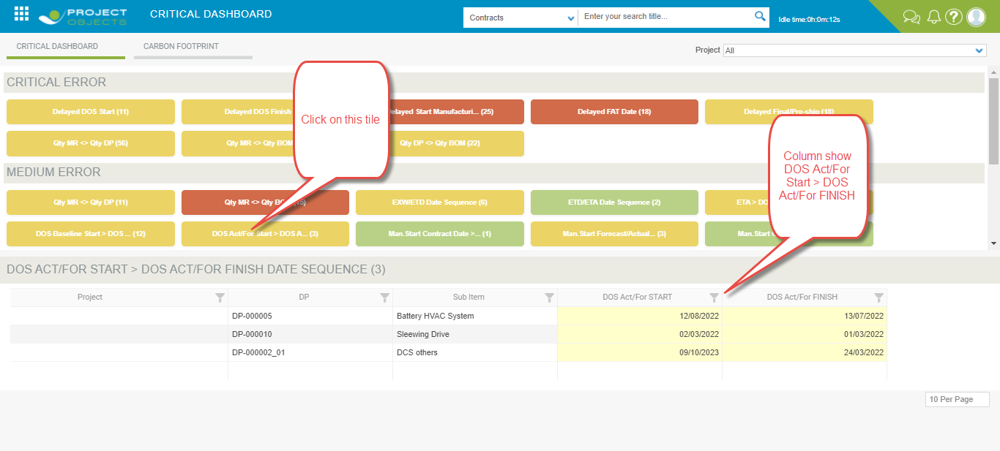 PROJECT
OBJECTS
CRITICAL DASHBOARD
Contracts
Enter your search title...
Idle time:0h:0m:12s
CRITICAL DASHBOARD
CARBON FOOTPRINT
Project
All
CRITICAL ERROR
Delayed DOS Start (11)
Delayed DOS Finish
elayed Start Manufacturi... (25)
Delayed FAT Date (18)
Delayed Final/Pre-ship (18)
Qty MR <> Qty DP (56)
Qty MR <> Qty BOM
Qty DP <> Qty BOM (22)
Click on this tile
MEDIUM ERROR
Qty MR <> Qty DP (11)
Qty MR <> Qty BO
EXW/ETD Date Sequence (6)
ETD/ETA Date Sequence (2)
ETA > DO
DOS Baseline Start > DOS ... (12)
DOS Act/For Start > DOS A... (3)
Man.Start Contract Date >... (1)
Man.Start Forecast/Actual... (3)
Man.Start
Column show
DOS Act/For
Start > DOS
Act/For FINISH
DOS ACT/FOR START > DOS ACT/FOR FINISH DATE SEQUENCE (3)
Project
DP
Sub Item
DOS Act/For START
DOS Act/For FINISH
DP-000005
Battery HVAC System
12/08/2022
13/07/2022
DP-000010
Sleewing Drive
02/03/2022
01/03/2022
DP-000002_01
DCS others
09/10/2023
24/03/2022
10 Per Page